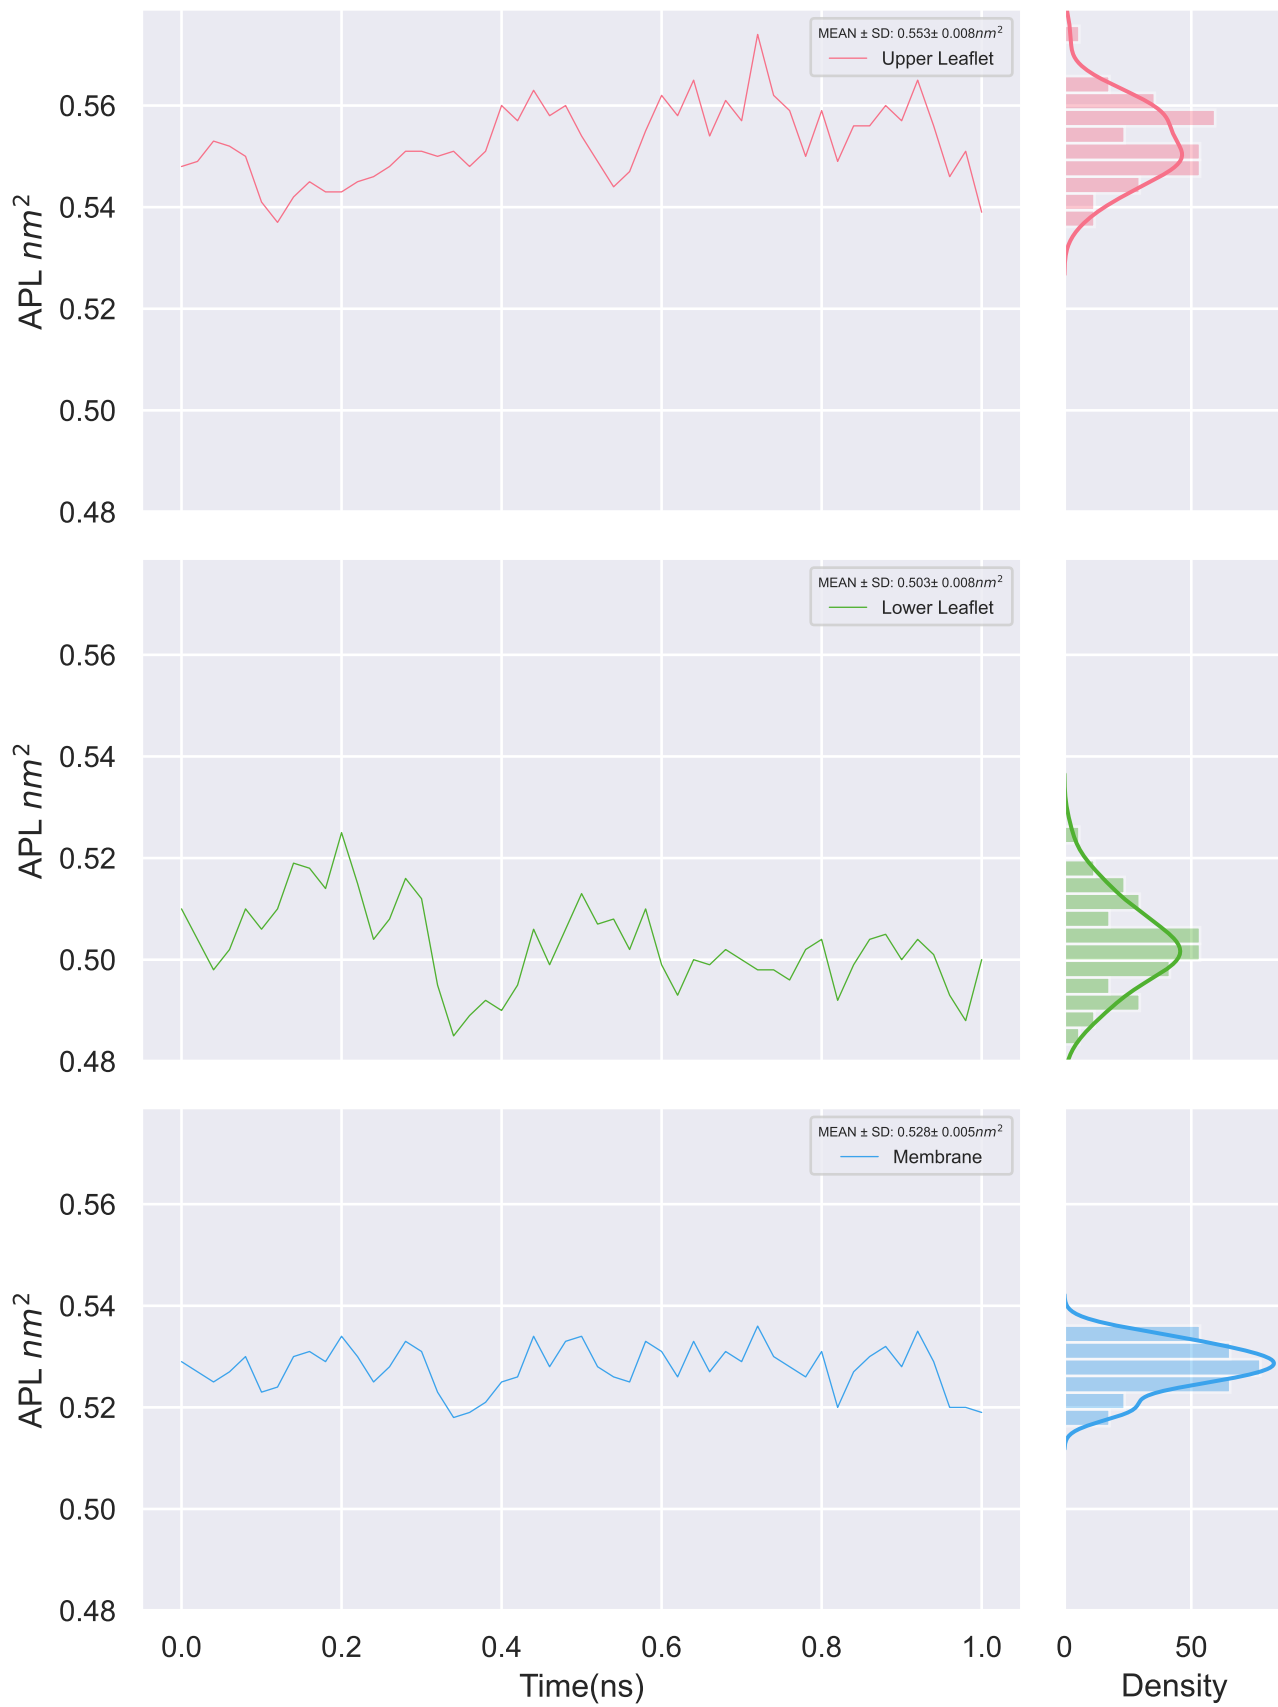 MEAN ± SD: 0.553± 0.008nm²
Upper Leaflet
0.56
0.54
0.52
0.50
0.48
APL nm²
MEAN ± SD: 0.503± 0.008nm²
Lower Leaflet
0.56
0.54
0.52
0.50
0.48
APL nm²
MEAN ± SD: 0.528± 0.005nm²
Membrane
0.56
0.54
0.52
0.50
0.48
APL nm²
0.0 0.2 0.4 0.6 0.8 1.0
Time(ns)
0 50
Density